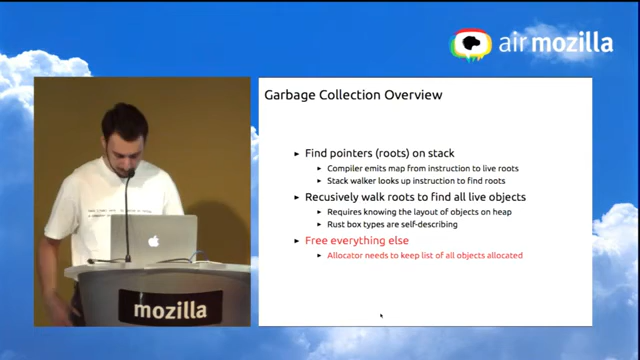 air mozilla
Garbage Collection Overview
► Find pointers (roots) on stack
► Compiler emits map from instruction to live roots
► Stack walker looks up instruction to find roots
► Recusively walk roots to find all live objects
► Requires knowing the layout of objects on heap
► Rust box types are self-describing
► Free everything else
► Allocator needs to keep list of all objects allocated
mozilla